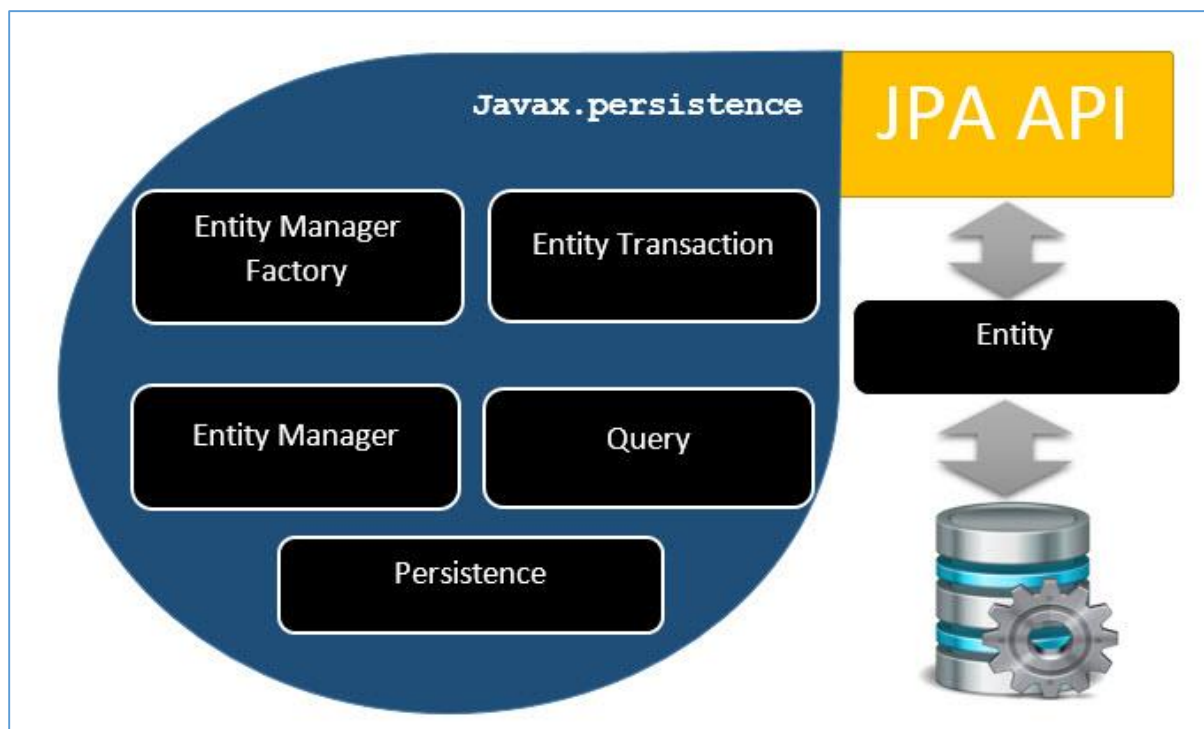 Javax.persistence
JPA API
Entity Manager
Factory
Entity Transaction
Entity
Entity Manager
Query
Persistence